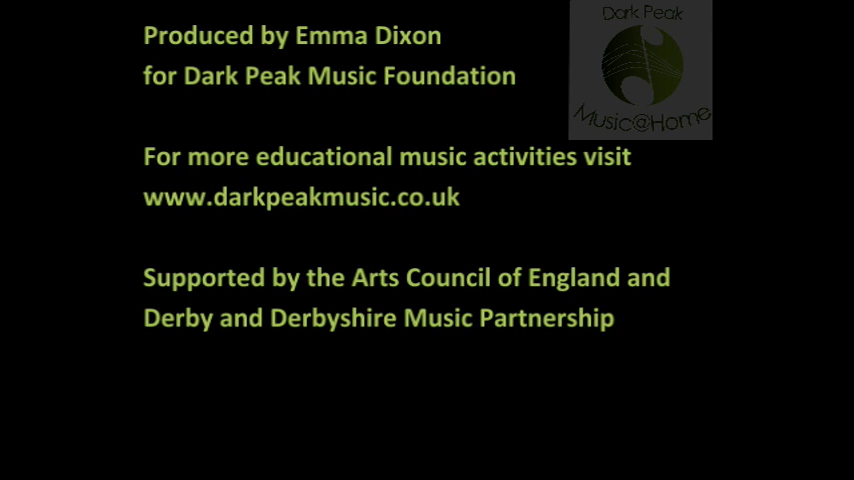 Dark Peak
Music@Home
Produced by Emma Dixon
for Dark Peak Music Foundation
For more educational music activities visit
www.darkpeakmusic.co.uk
Supported by the Arts Council of England and
Derby and Derbyshire Music Partnership